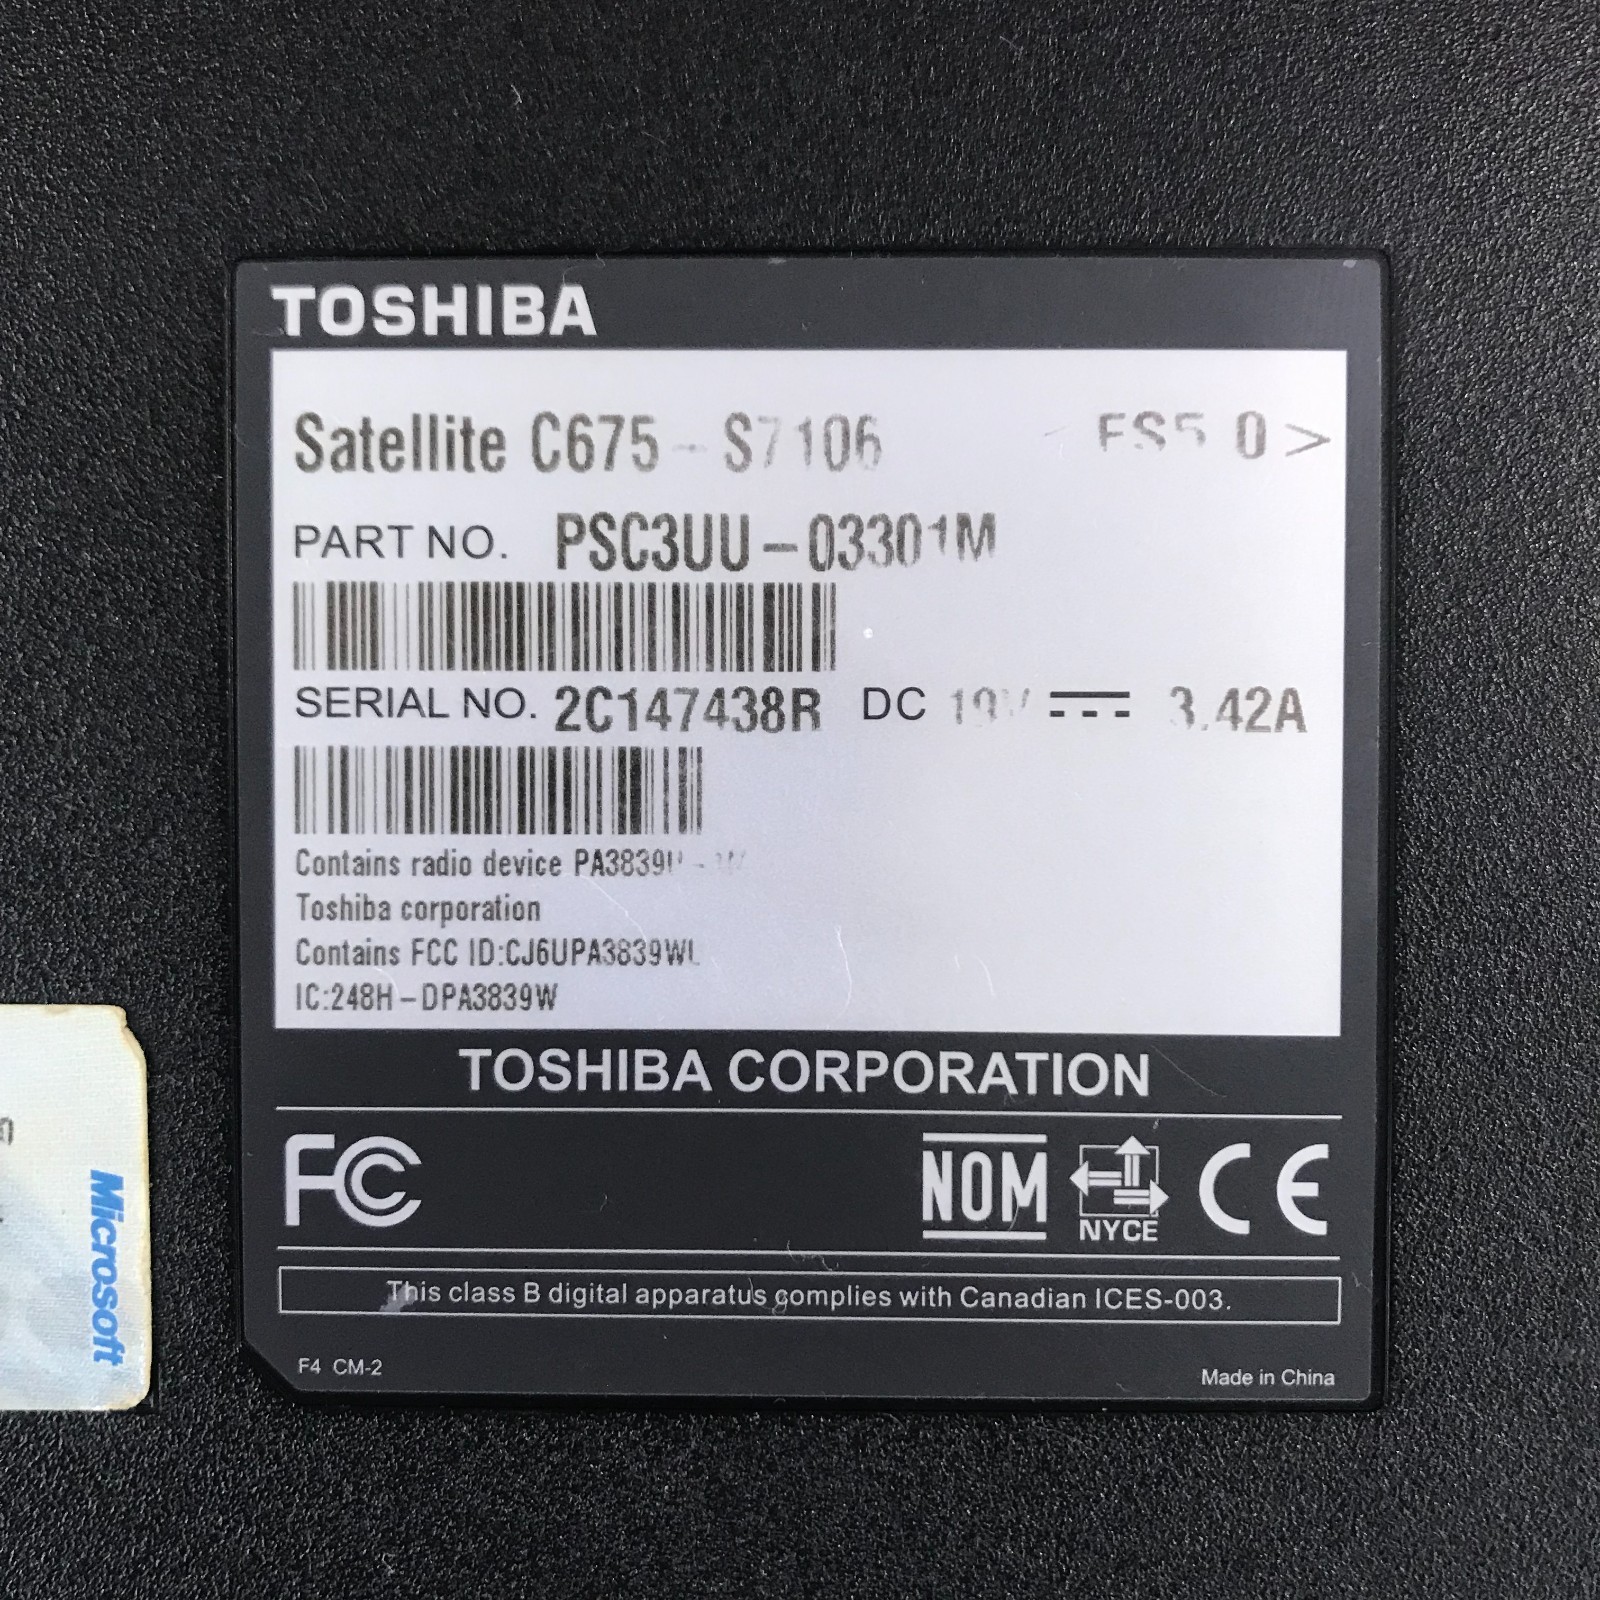 TOSHIBA
Satellite C675-S7106
PART NO. PSC3UU-03301M
SERIAL NO. 2C147438R DC 19V 3.42A
Contains radio device
Toshiba corporation
Contains FCC ID:CJ6UPA3839WL
IC:248H-DPA3839W
TOSHIBA CORPORATION
FC NOM NYCE CE
This class B digital apparatus complies with Canadian ICES-003.
F4 CM-2 Made in China
Microsoft